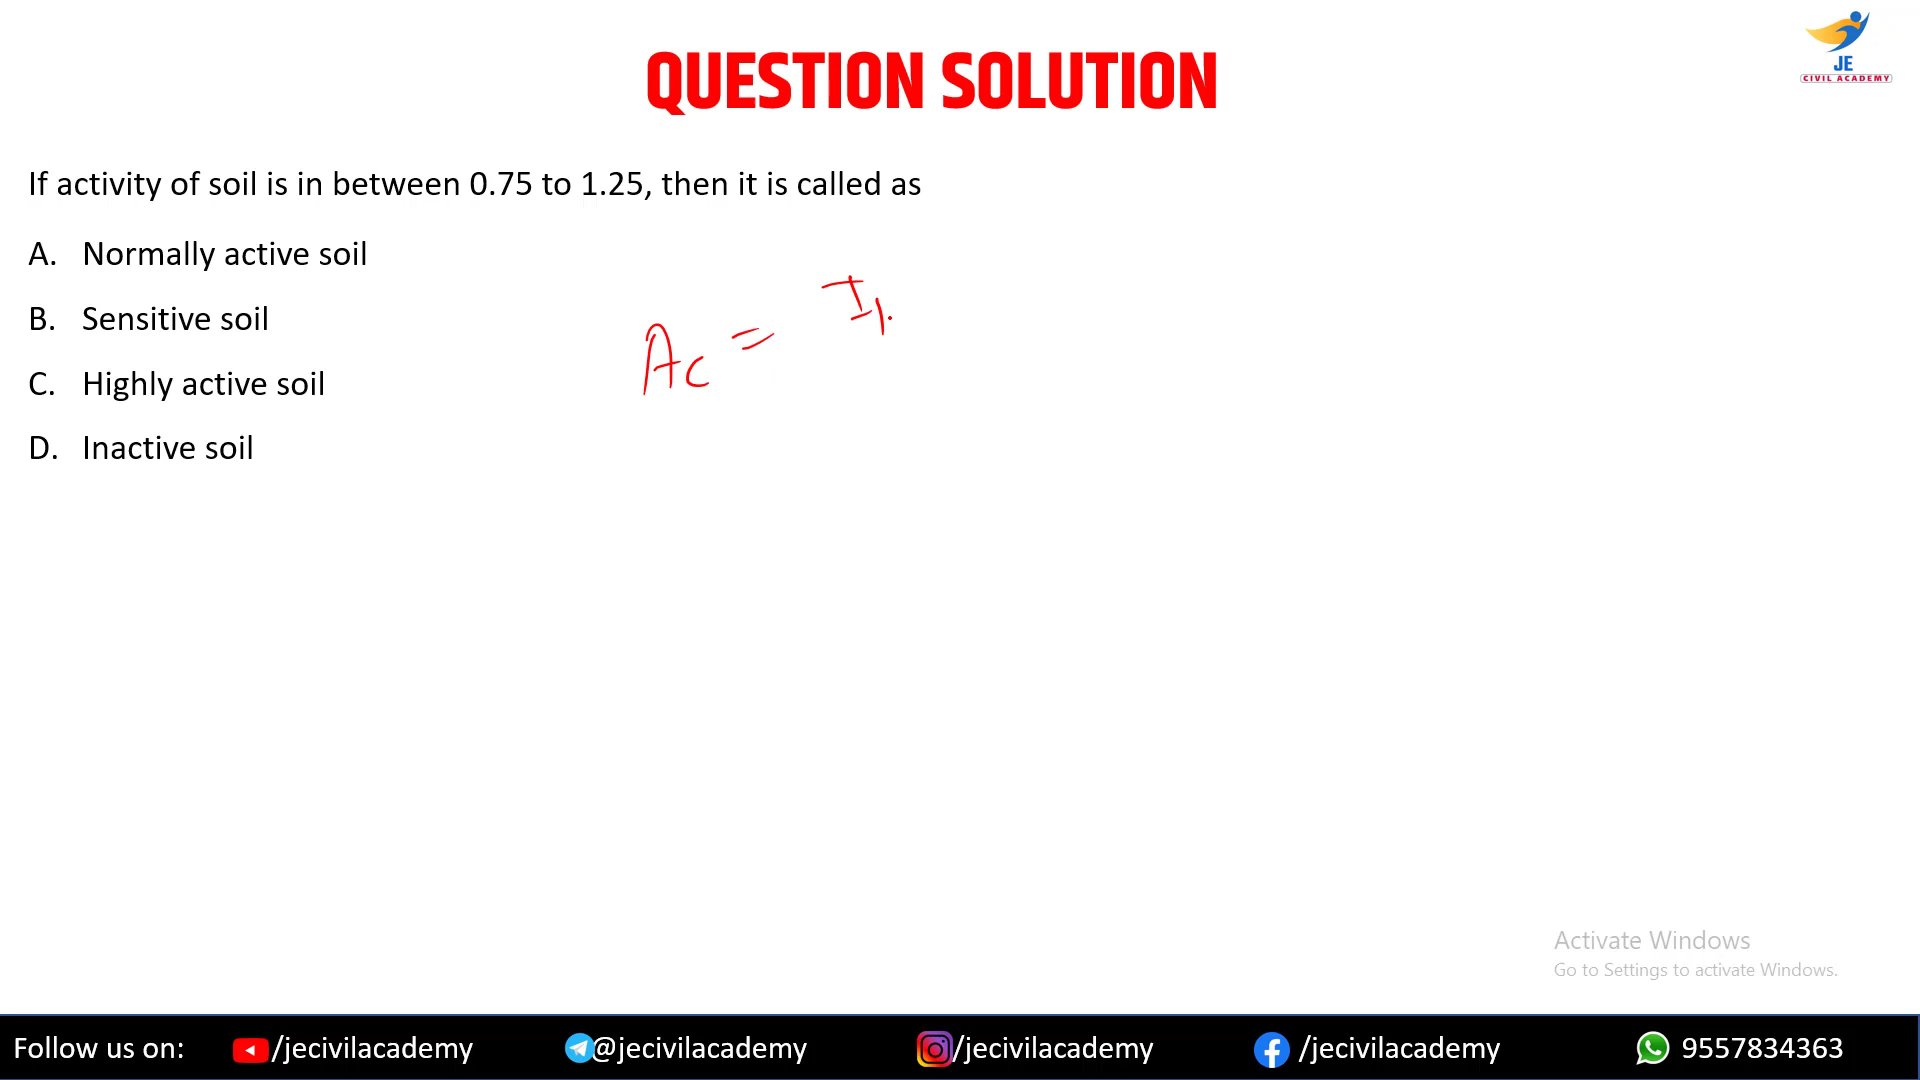 JE
CIVIL ACADEMY
QUESTION SOLUTION
If activity of soil is in between 0.75 to 1.25, then it is called as
A. Normally active soil
B. Sensitive soil
C. Highly active soil
D. Inactive soil
Ac =
Activate Windows
Go to Settings to activate Windows.
Follow us on: /jecivilacademy @jecivilacademy /jecivilacademy /jecivilacademy 9557834363